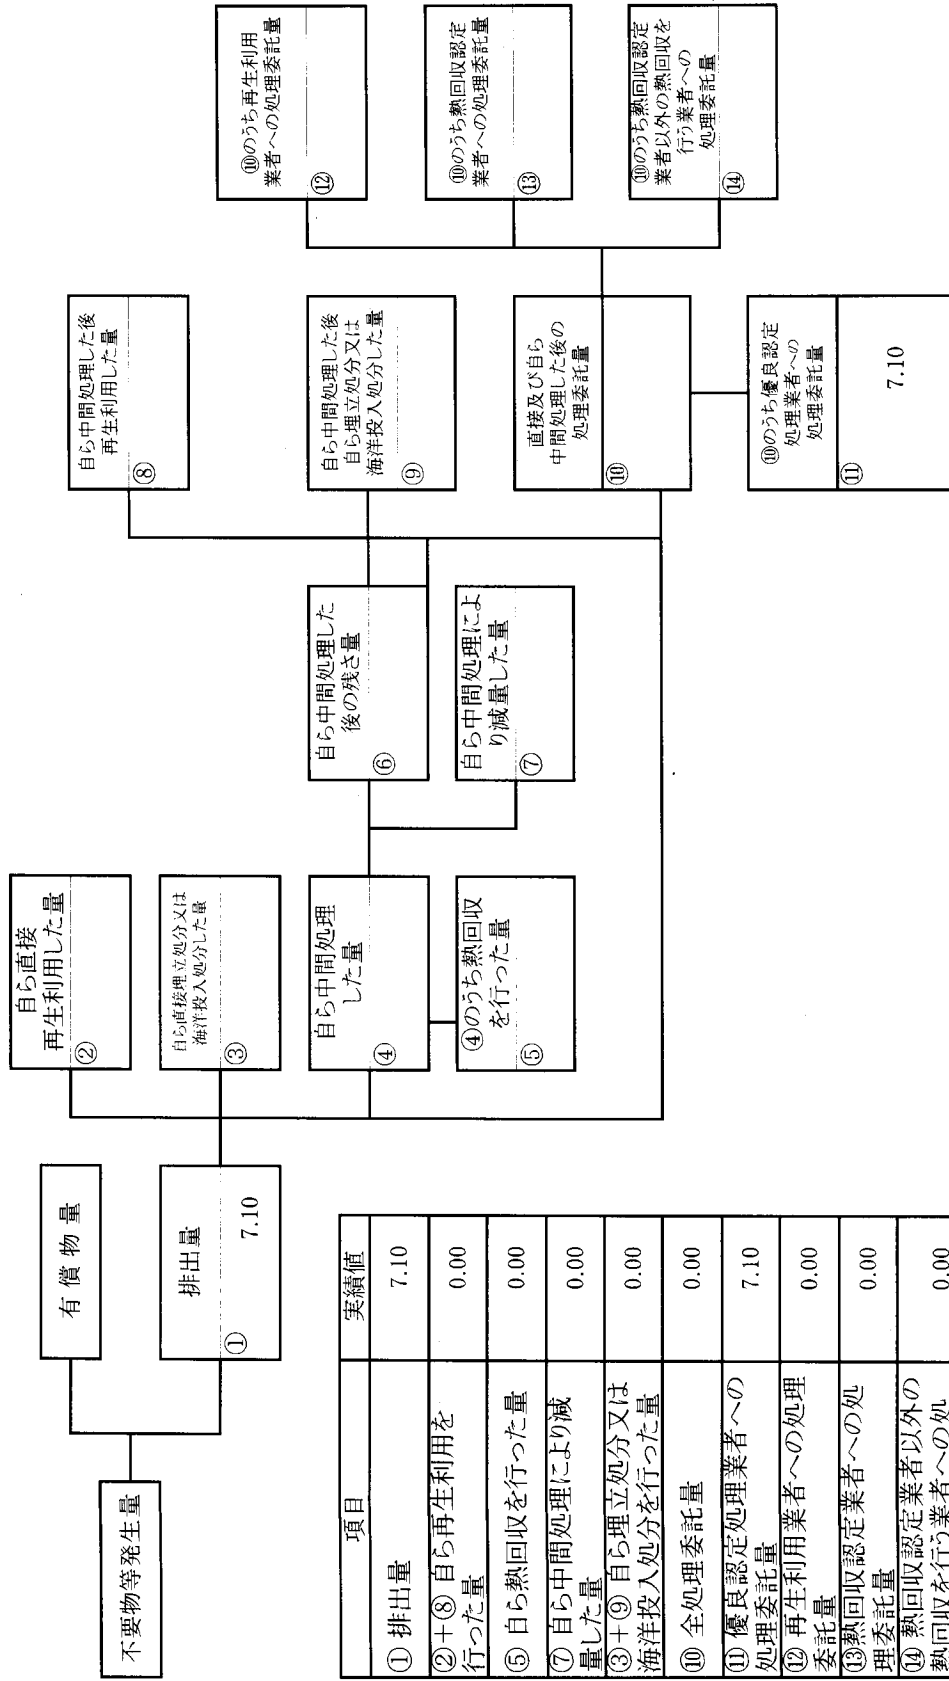 不要物等発生量
有償物量
排出量
①
7.10
自ら直接
再生利用した量
②
自ら直接埋立処分又は
海洋投入処分した量
③
自ら中間処理
した量
④
④のうち熱回収
を行った量
⑤
自ら中間処理した
後の残さ量
⑥
自ら中間処理によ
り減量した量
⑦
自ら中間処理した後
再生利用した量
⑧
自ら中間処理した後
自ら埋立処分又は
海洋投入処分した量
⑨
直接及び自ら
中間処理した後の
処理委託量
⑩
⑩のうち優良認定
処理業者への
処理委託量
⑪
7.10
⑩のうち再生利用
業者への処理委託量
⑫
⑩のうち熱回収認定
業者への処理委託量
⑬
⑩のうち熱回収認定
業者以外の熱回収を
行う業者への
処理委託量
⑭
項目 実績値
①排出量 7.10
②+⑧ 自ら再生利用を
行った量 0.00
⑤ 自ら熱回収を行った量 0.00
⑦ 自ら中間処理により減
量した量 0.00
③+⑨ 自ら埋立処分又は
海洋投入処分を行った量 0.00
⑩ 全処理委託量 0.00
⑪ 優良認定処理業者への
処理委託量 7.10
⑫ 再生利用業者への処理
委託量 0.00
⑬熱回収認定業者への処
理委託量 0.00
⑭ 熱回収認定業者以外の
熱回収を行う業者への処 0.00